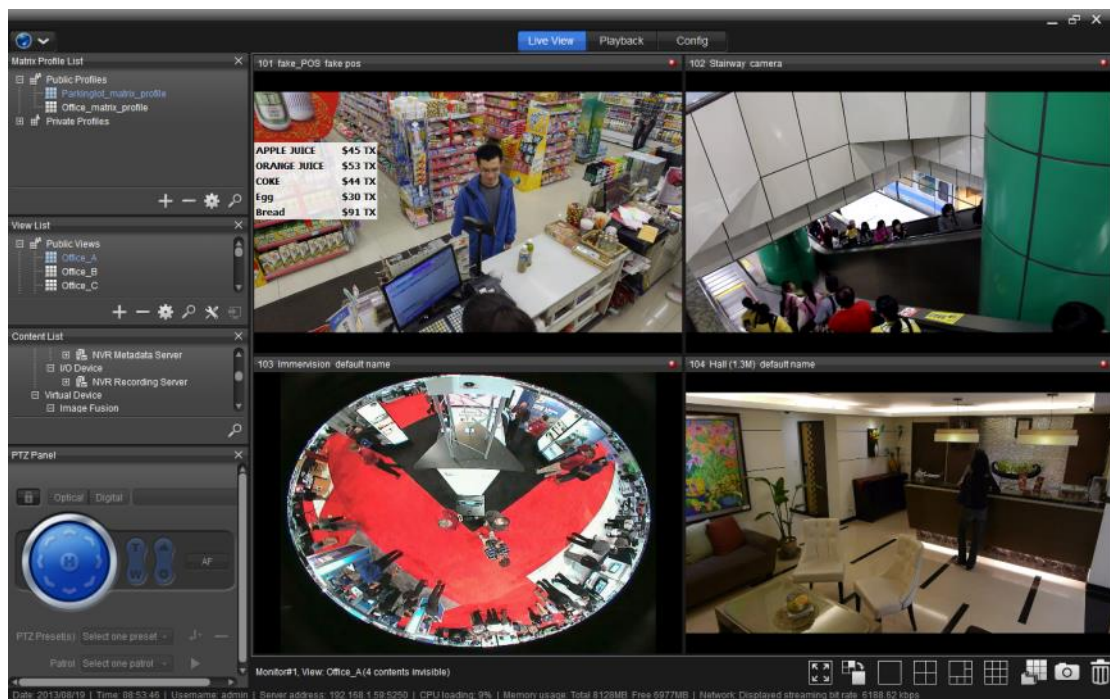 Live View
Playback
Config
Matrix Profile List
Public Profiles
Parkinglot_matrix_profile
Office_matrix_profile
Private Profiles
View List
Public Views
Office_A
Office_B
Office_C
Content List
NVR Metadata Server
I/O Device
NVR Recording Server
Virtual Device
Image Fusion
PTZ Panel
Optical
Digital
T
W
A
H
AF
PTZ Preset(s)
Select one preset
Patrol
Select one patrol
101 fake_POS fake pos
APPLE JUICE $45 TX
ORANGE JUICE $53 TX
COKE $44 TX
Egg $30 TX
Bread $91 TX
102 Stairway camera
103 Immervision default name
104 Hall (1.3M) default name
Monitor#1, View: Office_A (4 contents invisible)
Date: 2013/08/19 | Time: 08:53:46 | Username: admin | Server address: 192.168.1.59:5250 | CPU loading: 9% | Memory usage: Total 8128MB, Free 6977MB | Network: Displayed streaming bit rate: 6188.62 kbps